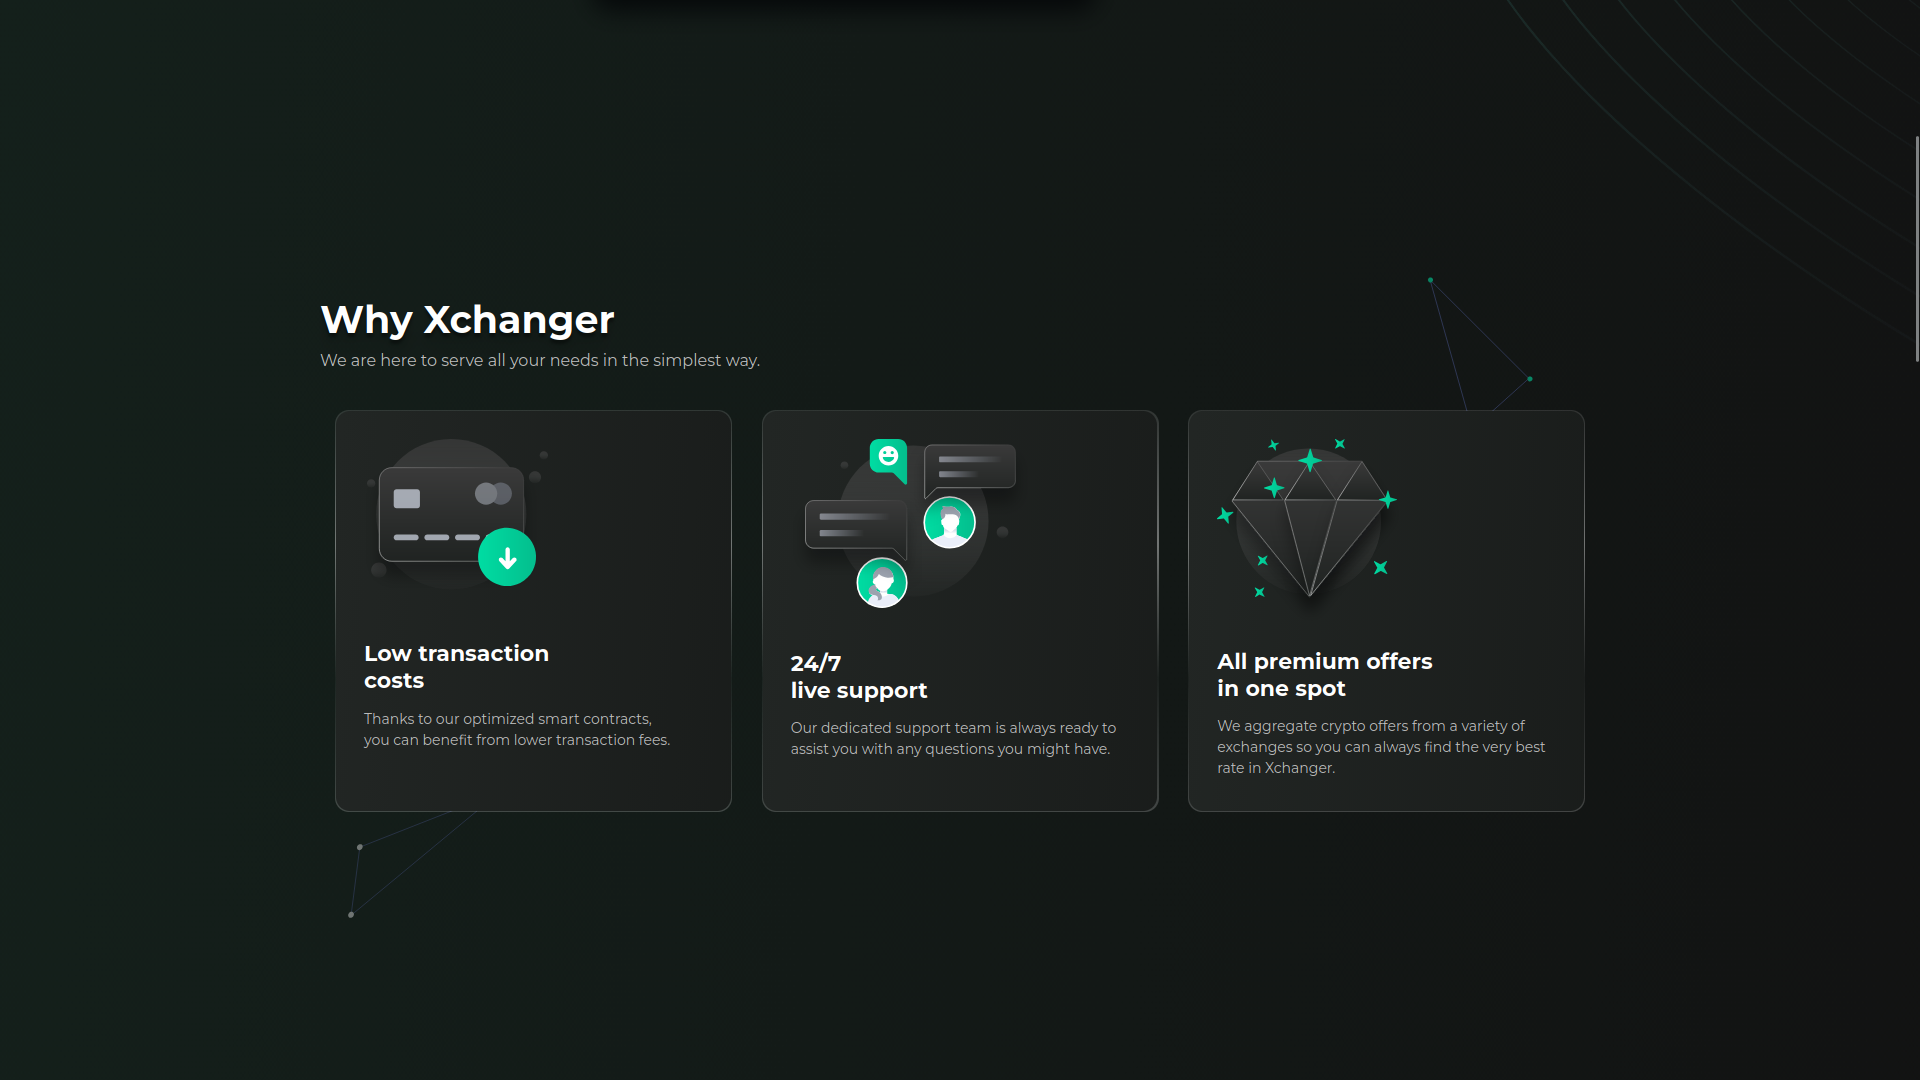 Why Xchanger
We are here to serve all your needs in the simplest way.
Low transaction
costs
Thanks to our optimized smart contracts,
you can benefit from lower transaction fees.
24/7
live support
Our dedicated support team is always ready to
assist you with any questions you might have.
All premium offers
in one spot
We aggregate crypto offers from a variety of
exchanges so you can always find the very best
rate in Xchanger.